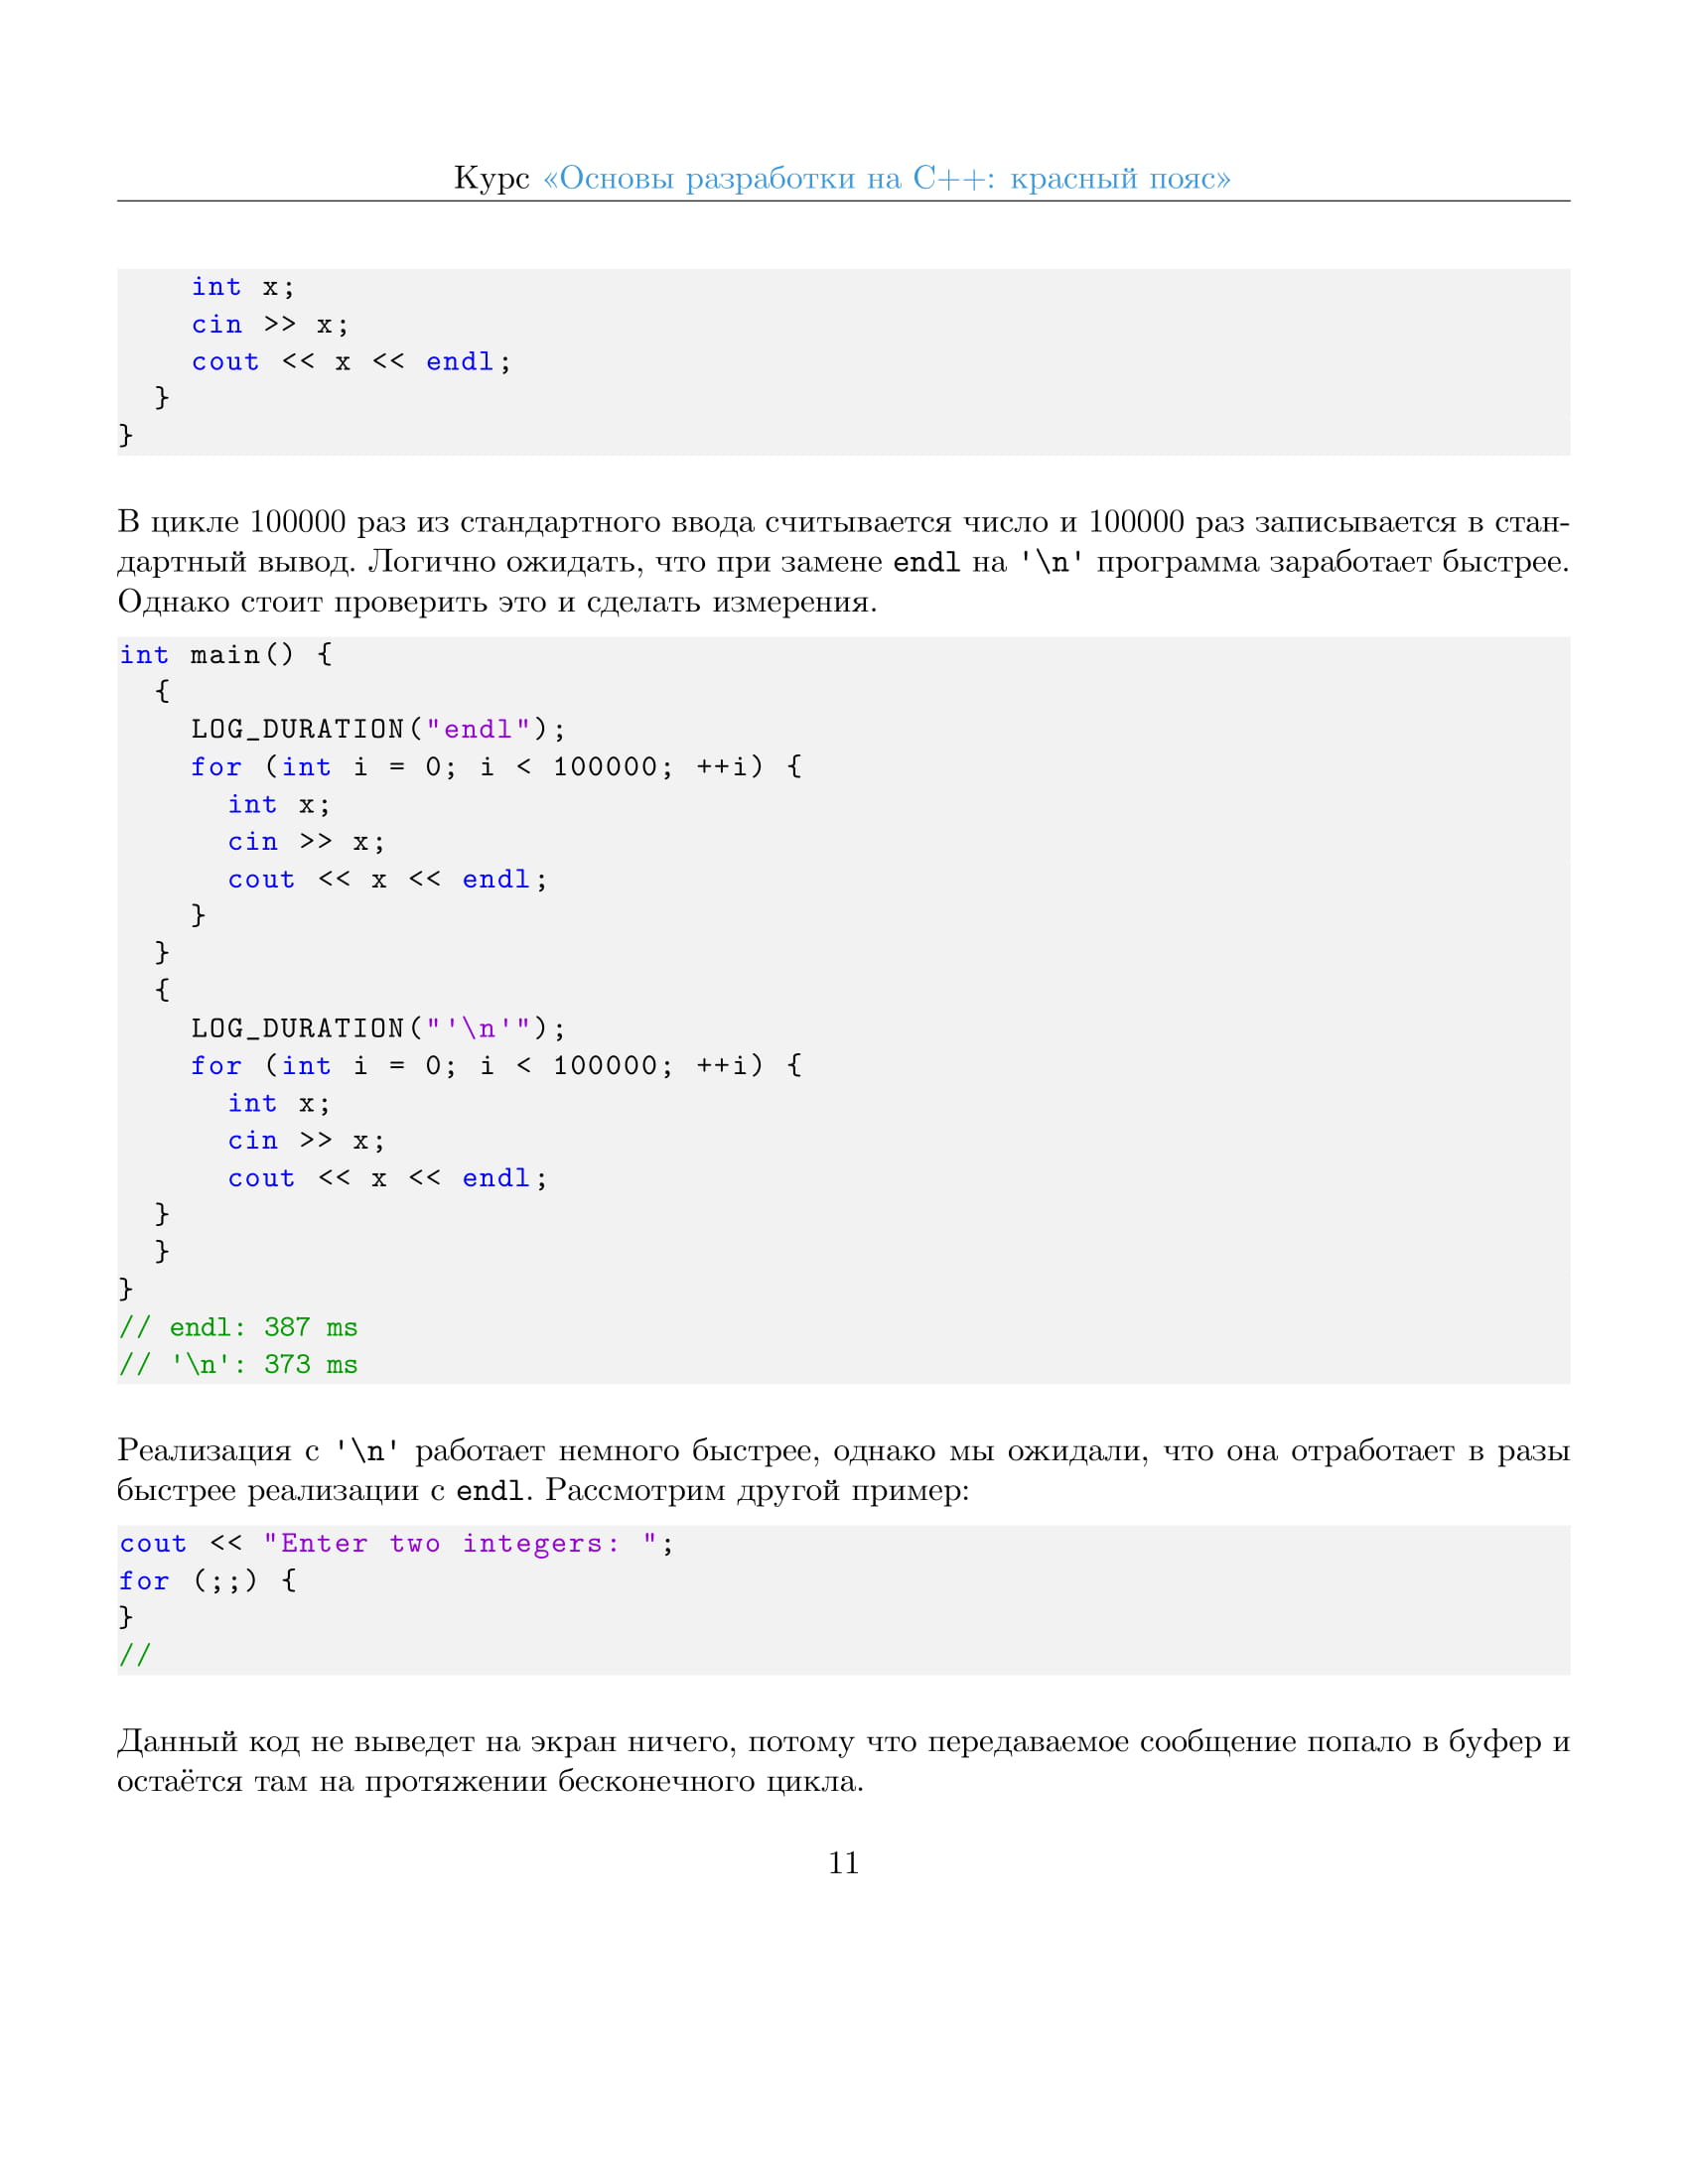 Курс «Основы разработки на C++: красный пояс»
    int x;
    cin >> x;
    cout << x << endl;
  }
}
В цикле 100000 раз из стандартного ввода считывается число и 100000 раз записывается в стан-
дартный вывод. Логично ожидать, что при замене endl на '\n' программа заработает быстрее.
Однако стоит проверить это и сделать измерения.
int main() {
  {
    LOG_DURATION("endl");
    for (int i = 0; i < 100000; ++i) {
      int x;
      cin >> x;
      cout << x << endl;
    }
  }
  {
    LOG_DURATION("'\n'");
    for (int i = 0; i < 100000; ++i) {
      int x;
      cin >> x;
      cout << x << endl;
  }
  }
}
// endl: 387 ms
// '\n': 373 ms
Реализация с '\n' работает немного быстрее, однако мы ожидали, что она отработает в разы
быстрее реализации с endl. Рассмотрим другой пример:
cout << "Enter two integers: ";
for (;;) {
}
//
Данный код не выведет на экран ничего, потому что передаваемое сообщение попало в буфер и
остаётся там на протяжении бесконечного цикла.
11